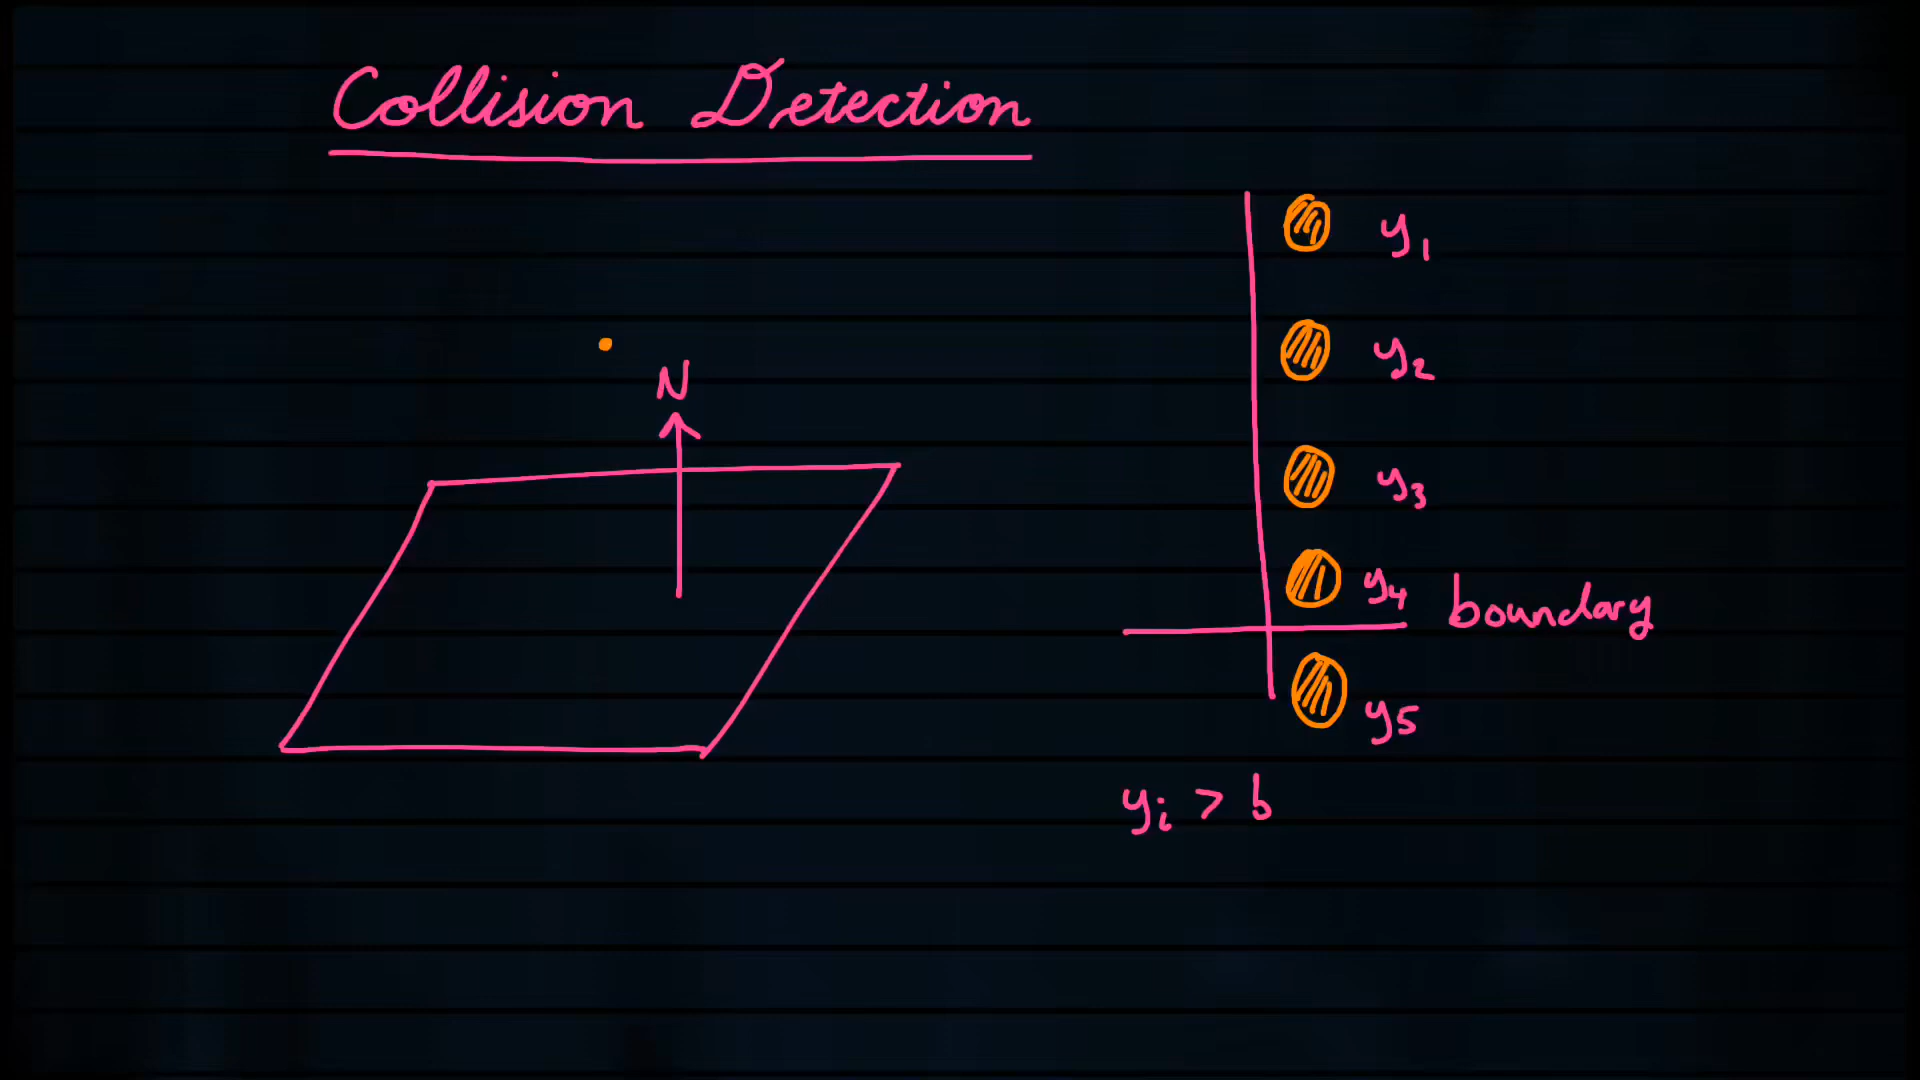 Collision Detection
N
y₁
y₂
y₃
y₄ boundary
y₅
yᵢ > b